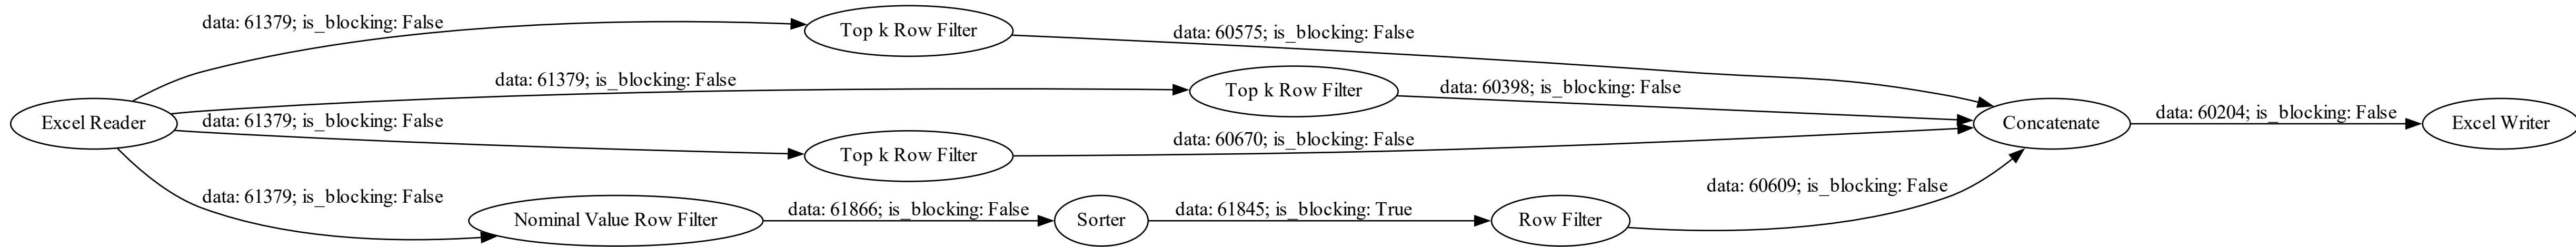 data: 61379; is_blocking: False
Top k Row Filter
data: 60575; is_blocking: False
data: 61379; is_blocking: False
Top k Row Filter
data: 60398; is_blocking: False
Excel Reader
data: 61379; is_blocking: False
Top k Row Filter
data: 60670; is_blocking: False
Concatenate
data: 60204; is_blocking: False
Excel Writer
data: 61379; is_blocking: False
Nominal Value Row Filter
data: 61866; is_blocking: False
Sorter
data: 61845; is_blocking: True
Row Filter
data: 60609; is_blocking: False